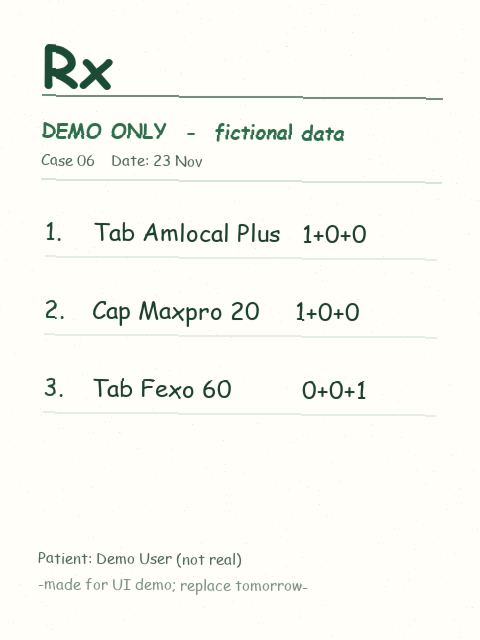 Rx
DEMO ONLY - fictional data
Case 06 Date: 23 Nov
1. Tab Amlocal Plus 1+0+0
2. Cap Maxpro 20 1+0+0
3. Tab Fexo 60 0+0+1
Patient: Demo User (not real)
-made for UI demo; replace tomorrow-